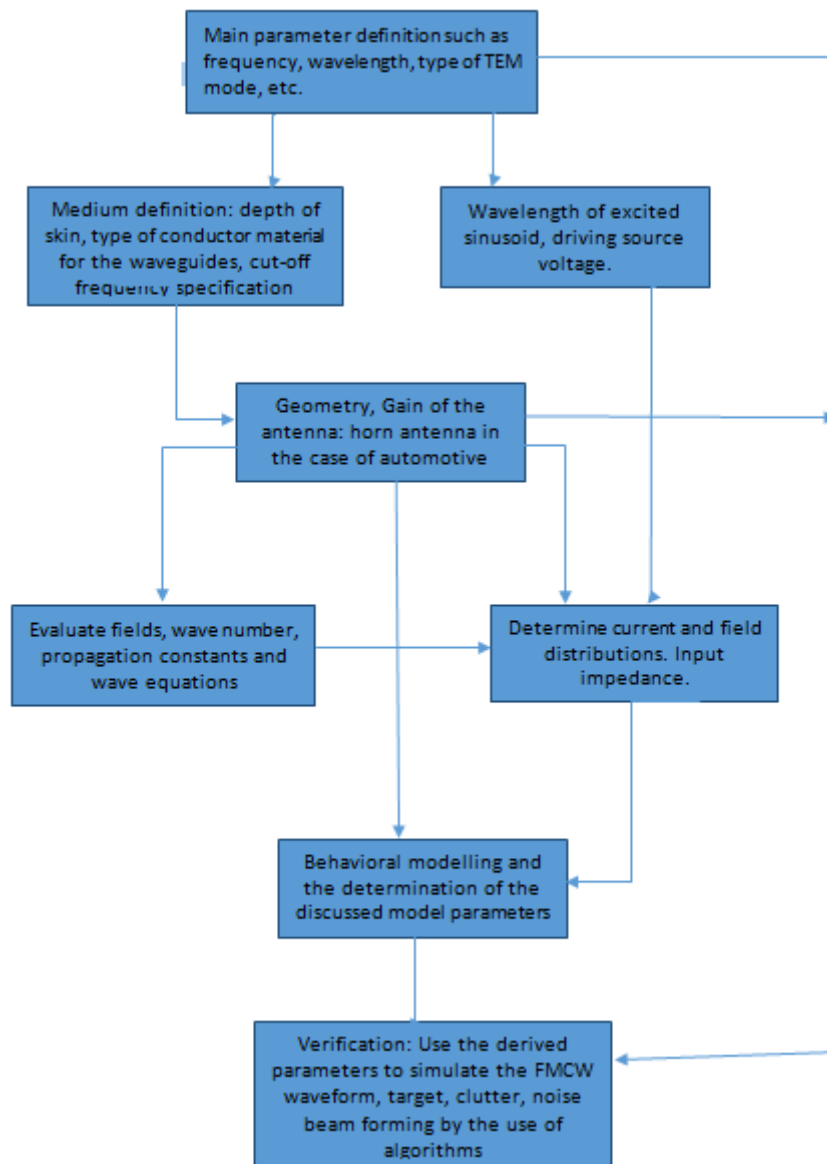 Main parameter definition such as
frequency, wavelength, type of TEM
mode, etc.
Medium definition: depth of
skin, type of conductor material
for the waveguides, cut-off
frequency specification
Wavelength of excited
sinusoid, driving source
voltage.
Geometry, Gain of the
antenna: horn antenna in
the case of automotive
Evaluate fields, wave number,
propagation constants and
wave equations
Determine current and field
distributions. Input
impedance.
Behavioral modelling and
the determination of the
discussed model parameters
Verification: Use the derived
parameters to simulate the FMCW
waveform, target, clutter, noise
beam forming by the use of
algorithms